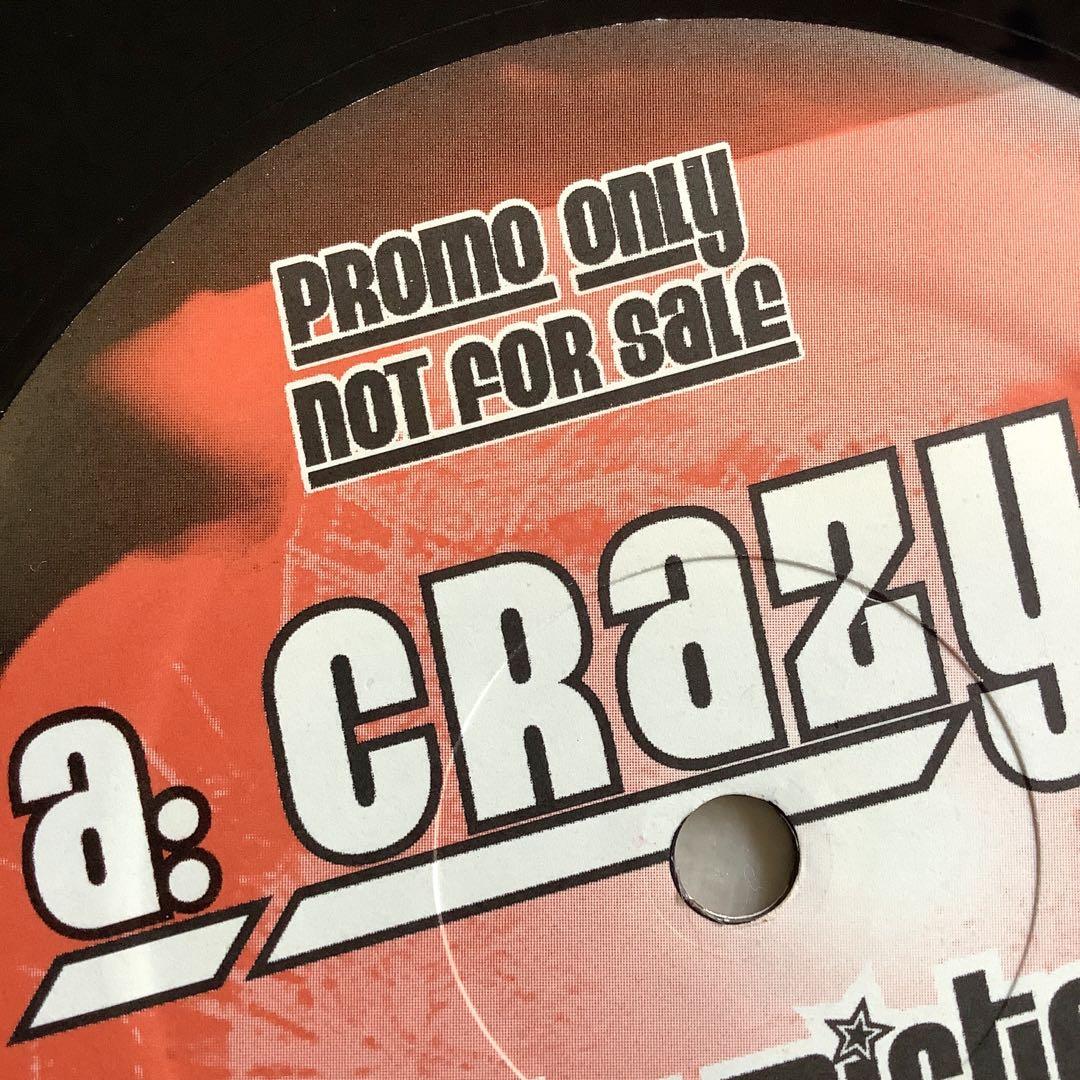 PROMO ONLY
NOT FOR SALE
a: CRaZY